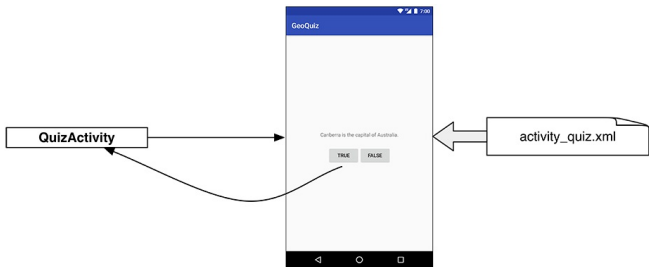 7:00
GeoQuiz
Canberra is the capital of Australia.
TRUE FALSE
QuizActivity
activity_quiz.xml